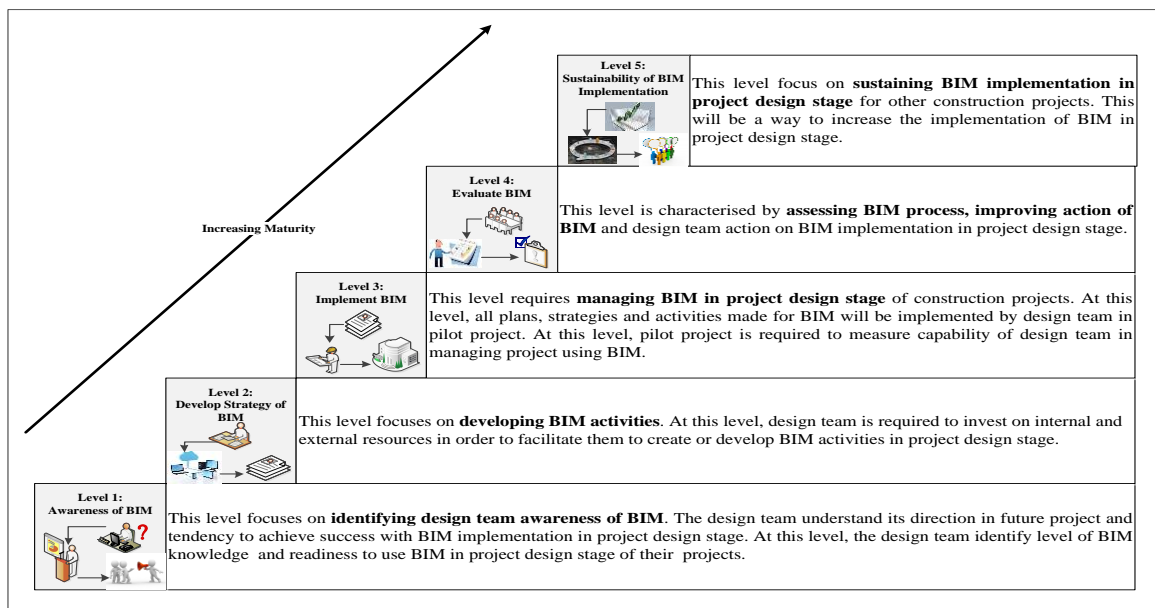 Level 5:
Sustainability of BIM
Implementation
This level focus on sustaining BIM implementation in
project design stage for other construction projects. This
will be a way to increase the implementation of BIM in
project design stage.
Level 4:
Evaluate BIM
This level is characterised by assessing BIM process, improving action of
BIM and design team action on BIM implementation in project design stage.
Increasing Maturity
Level 3:
Implement BIM
This level requires managing BIM in project design stage of construction projects. At this
level, all plans, strategies and activities made for BIM will be implemented by design team in
pilot project. At this level, pilot project is required to measure capability of design team in
managing project using BIM.
Level 2:
Develop Strategy of
BIM
This level focuses on developing BIM activities. At this level, design team is required to invest on internal and
external resources in order to facilitate them to create or develop BIM activities in project design stage.
Level 1:
Awareness of BIM
?
This level focuses on identifying design team awareness of BIM. The design team understand its direction in future project and
tendency to achieve success with BIM implementation in project design stage. At this level, the design team identify level of BIM
knowledge and readiness to use BIM in project design stage of their projects.